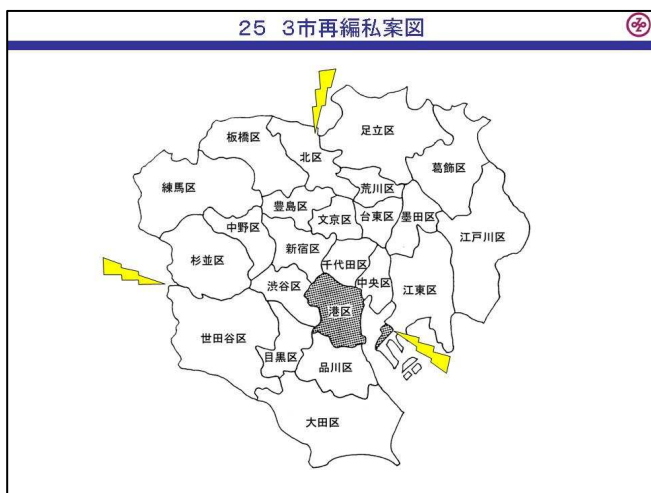 25 3市再編私案図
足立区
板橋区
北区
葛飾区
練馬区
荒川区
豊島区
文京区
台東区
墨田区
中野区
江戸川区
新宿区
杉並区
千代田区
渋谷区
中央区
江東区
港区
世田谷区
目黒区
品川区
大田区